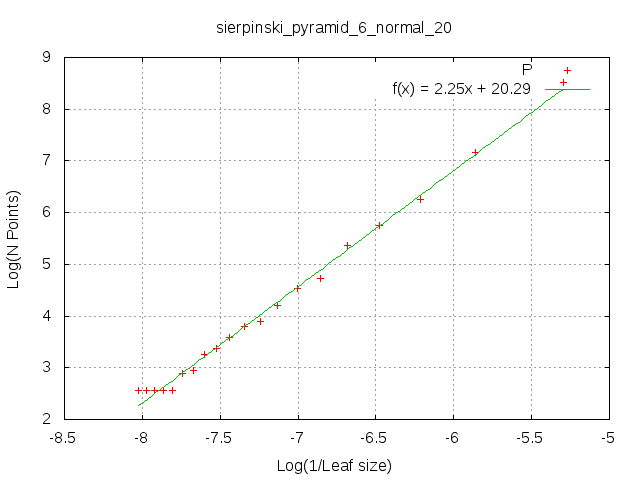 sierpinski_pyramid_6_normal_20
P
f(x) = 2.25x + 20.29
Log(N Points)
9
8
7
6
5
4
3
2
-8.5 -8 -7.5 -7 -6.5 -6 -5.5 -5
Log(1/Leaf size)